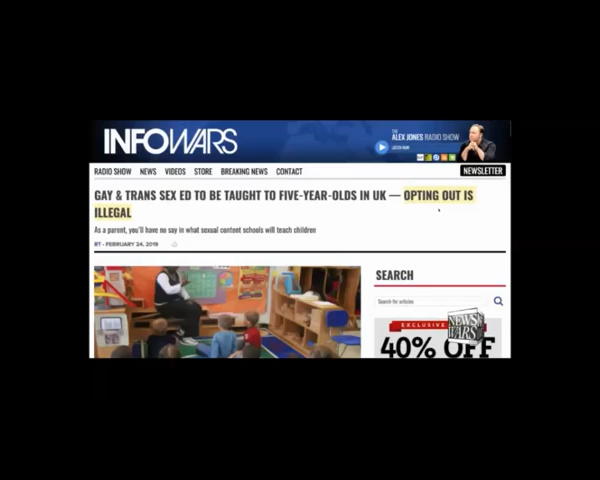 INFOWARS
THE
ALEX JONES RADIO SHOW
LISTEN NOW
RADIO SHOW NEWS VIDEOS STORE BREAKING NEWS CONTACT
NEWSLETTER
GAY & TRANS SEX ED TO BE TAUGHT TO FIVE-YEAR-OLDS IN UK — OPTING OUT IS
ILLEGAL
As a parent, you'll have no say in what sexual content schools will teach children
RT - FEBRUARY 24, 2019
SEARCH
Search for articles
EXCLUSIVE
NEWS
WARS
40% OFF